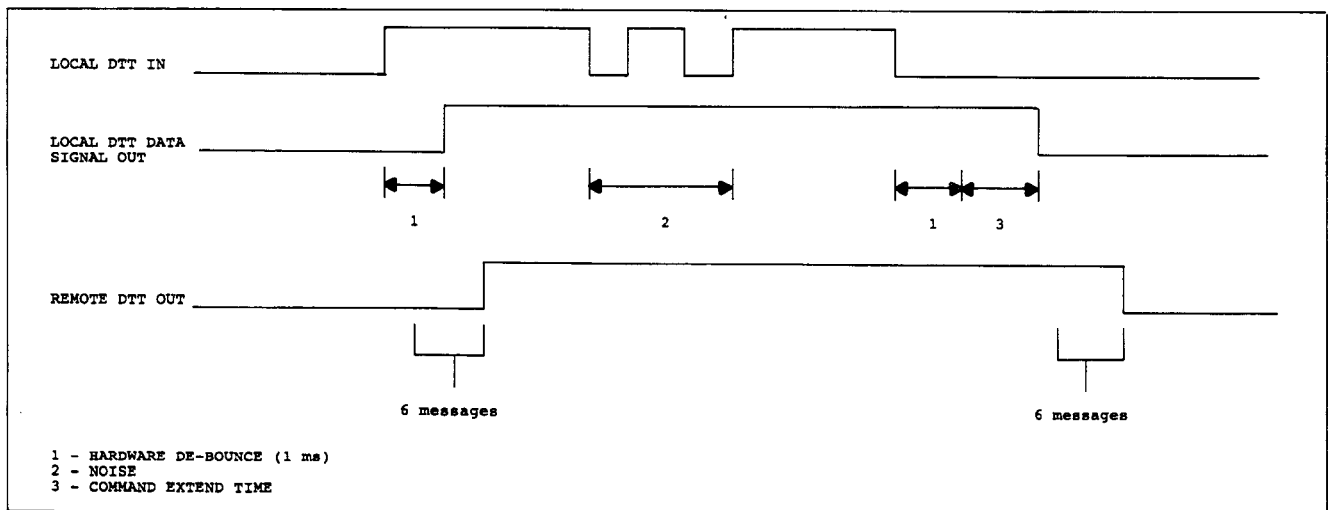 LOCAL DTT IN
LOCAL DTT DATA
SIGNAL OUT
1
2
1
3
REMOTE DTT OUT
6 messages
6 messages
1 - HARDWARE DE-BOUNCE (1 ms)
2 - NOISE
3 - COMMAND EXTEND TIME